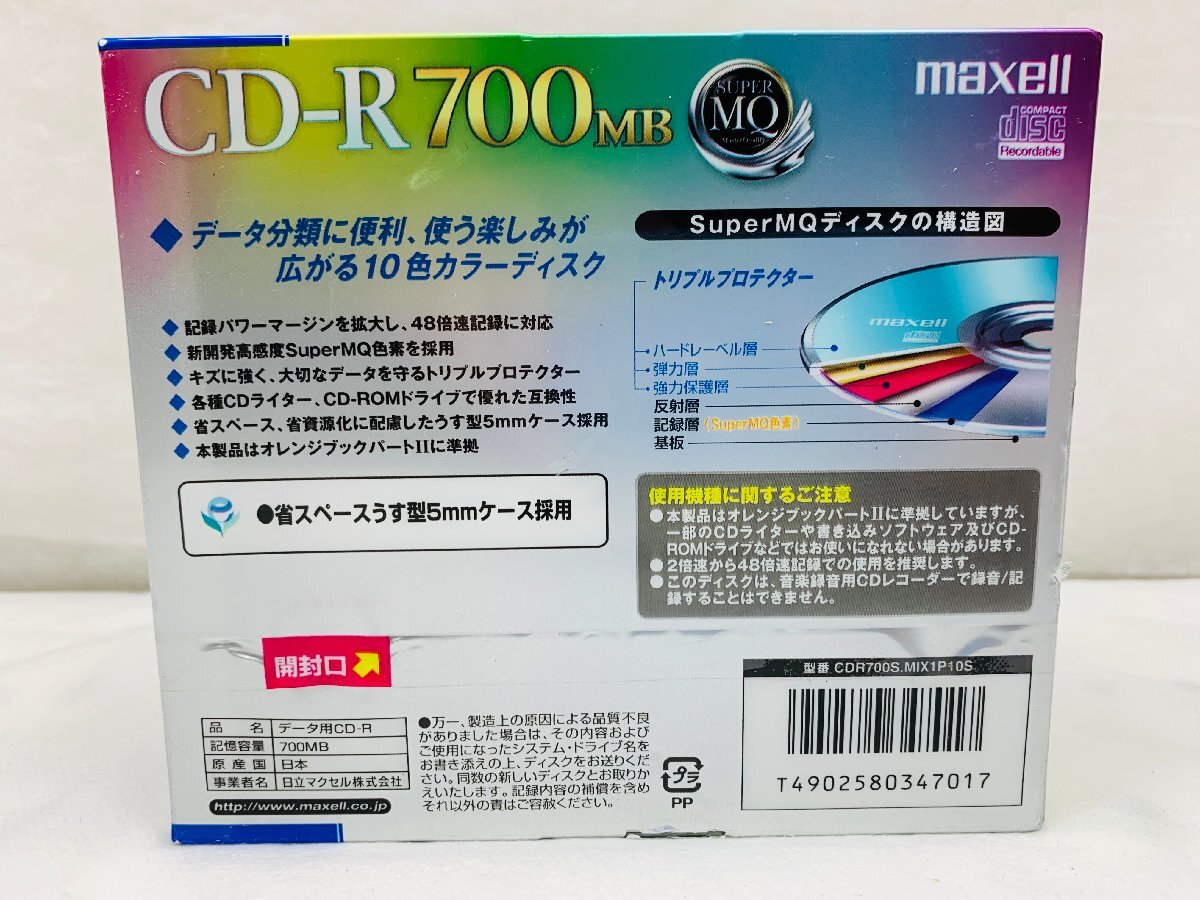 CD-R 700MB
SUPER
MQ
MasterQuality
maxell
COMPACT
disc
Recordable
◆データ分類に便利、使う楽しみが
広がる10色カラーディスク
◆記録パワーマージンを拡大し、48倍速記録に対応
◆新開発高感度SuperMQ色素を採用
◆キズに強く、大切なデータを守るトリプルプロテクター
◆各種CDライター、CD-ROMドライブで優れた互換性
◆省スペース、省資源化に配慮したうす型5mmケース採用
◆本製品はオレンジブックパートIIに準拠
●省スペースうす型5mmケース採用
SuperMQディスクの構造図
トリプルプロテクター
maxell
ハードレーベル層
弾力層
強力保護層
反射層
記録層(SuperMQ色素)
基板
使用機種に関するご注意
●本製品はオレンジブックパートIIに準拠していますが、
一部のCDライターや書き込みソフトウェア及びCD-
ROMドライブなどではお使いになれない場合があります。
●2倍速から48倍速記録での使用を推奨します。
●このディスクは、音楽録音用CDレコーダーで録音/記
録することはできません。
開封口
品名 データ用CD-R
記憶容量 700MB
原産国 日本
事業者名 日立マクセル株式会社
http://www.maxell.co.jp
●万一、製造上の原因による品質不良
がありました場合は、その内容および
ご使用になったシステム・ドライブ名を
お書き添えの上、ディスクをお送りくだ
さい。同数の新しいディスクとお取りか
えいたします。記録内容の補償を含め
それ以外の責はご容赦ください。
プラ
PP
型番 CDR700S.MIX1P10S
T4902580347017